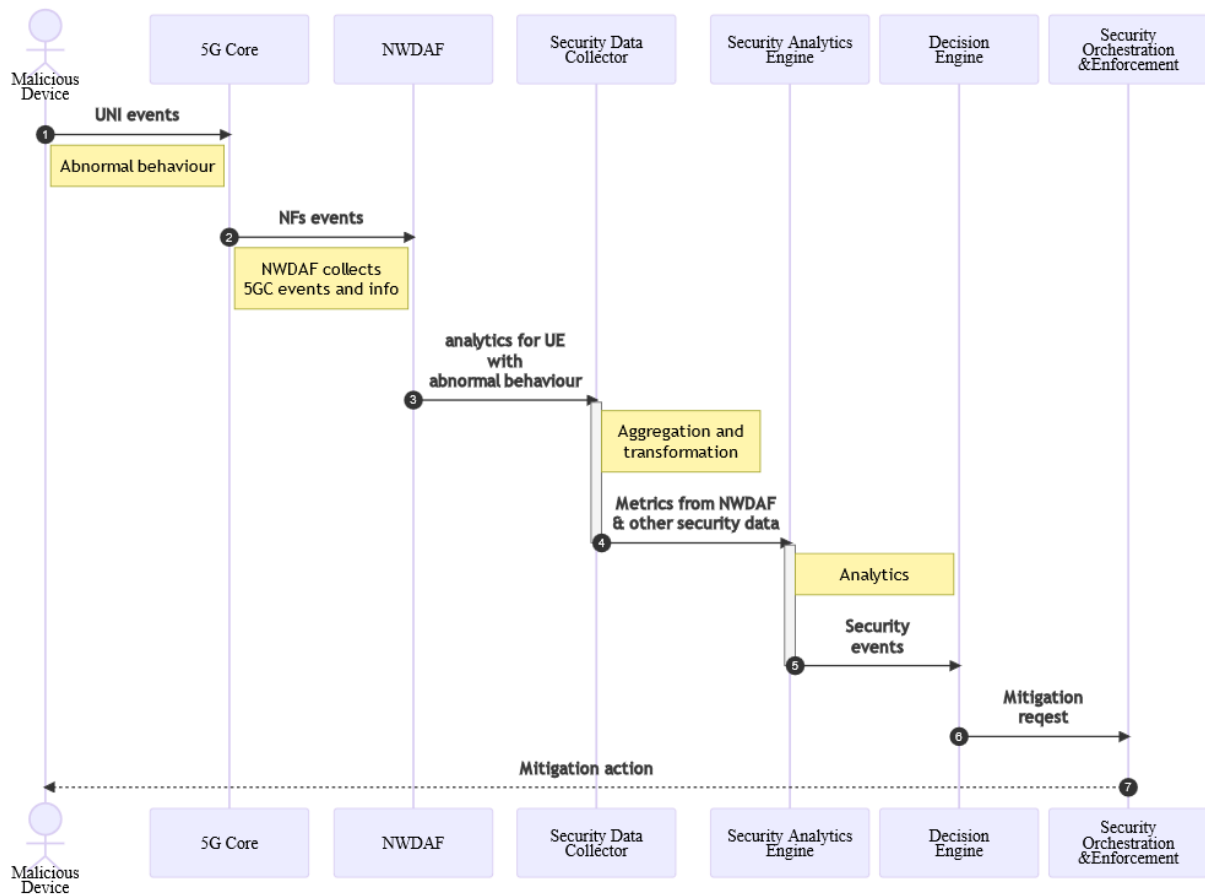 Malicious
Device
5G Core
NWDAF
Security Data
Collector
Security Analytics
Engine
Decision
Engine
Security
Orchestration
&Enforcement
UNI events
1
Abnormal behaviour
NFs events
2
NWDAF collects
5GC events and info
analytics for UE
with
abnormal behaviour
3
Aggregation and
transformation
Metrics from NWDAF
& other security data
4
Analytics
Security
events
5
Mitigation
reqest
6
Mitigation action
7
Malicious
Device
5G Core
NWDAF
Security Data
Collector
Security Analytics
Engine
Decision
Engine
Security
Orchestration
&Enforcement